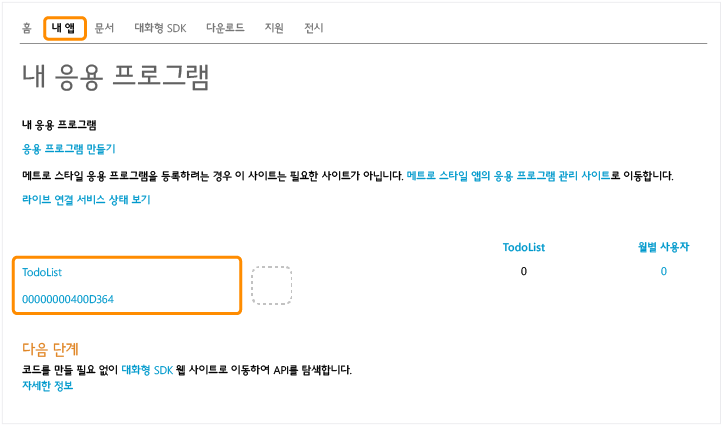 홈 내 앱 문서 대화형 SDK 다운로드 지원 전시
내 응용 프로그램
내 응용 프로그램
응용 프로그램 만들기
메트로 스타일 응용 프로그램을 등록하려는 경우 이 사이트는 필요한 사이트가 아닙니다. 메트로 스타일 앱의 응용 프로그램 관리 사이트로 이동합니다.
라이브 연결 서비스 상태 보기
TodoList 월별 사용자
TodoList 0 0
00000000400D364
다음 단계
코드를 만들 필요 없이 대화형 SDK 웹 사이트로 이동하여 API를 탐색합니다.
자세한 정보